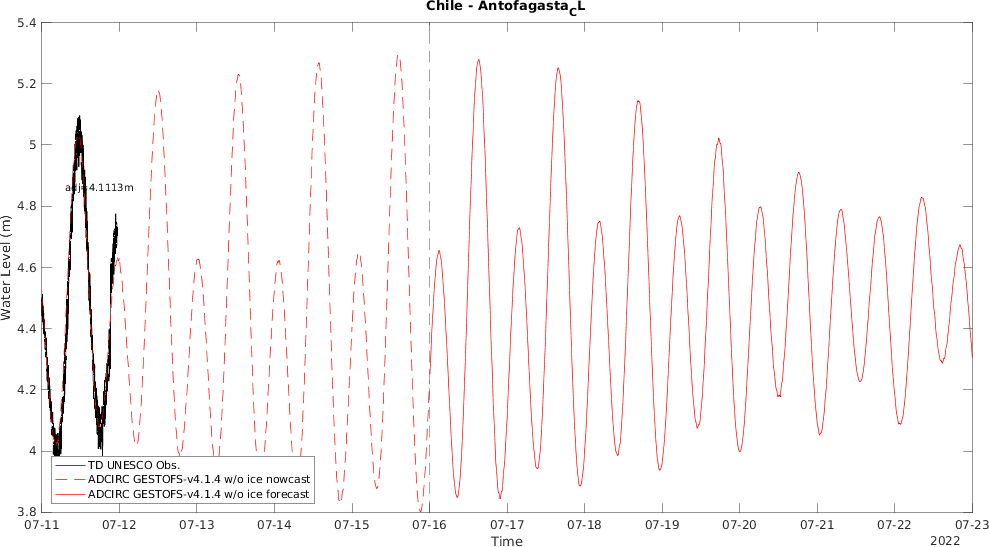 Chile - Antofagasta_CL
5.4
5.2
5
4.8
4.6
4.4
4.2
4
3.8
Water Level (m)
adj=4.1113m
TD UNESCO Obs.
ADCIRC GESTOFS-v4.1.4 w/o ice nowcast
ADCIRC GESTOFS-v4.1.4 w/o ice forecast
07-11 07-12 07-13 07-14 07-15 07-16 07-17 07-18 07-19 07-20 07-21 07-22 07-23
Time
2022